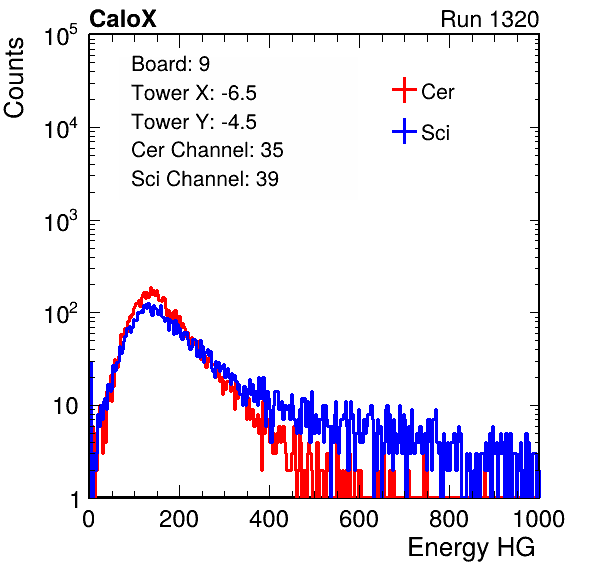 CaloX Run 1320
Counts
10^5
10^4
10^3
10^2
10
1
Board: 9
Tower X: -6.5
Tower Y: -4.5
Cer Channel: 35
Sci Channel: 39
Cer
Sci
0 200 400 600 800 1000
Energy HG